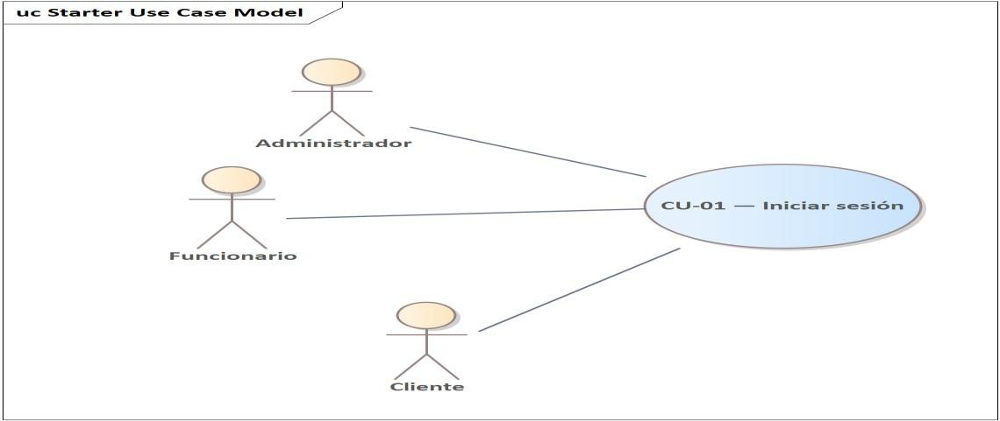 uc Starter Use Case Model
Administrador
CU-01 — Iniciar sesión
Funcionario
Cliente